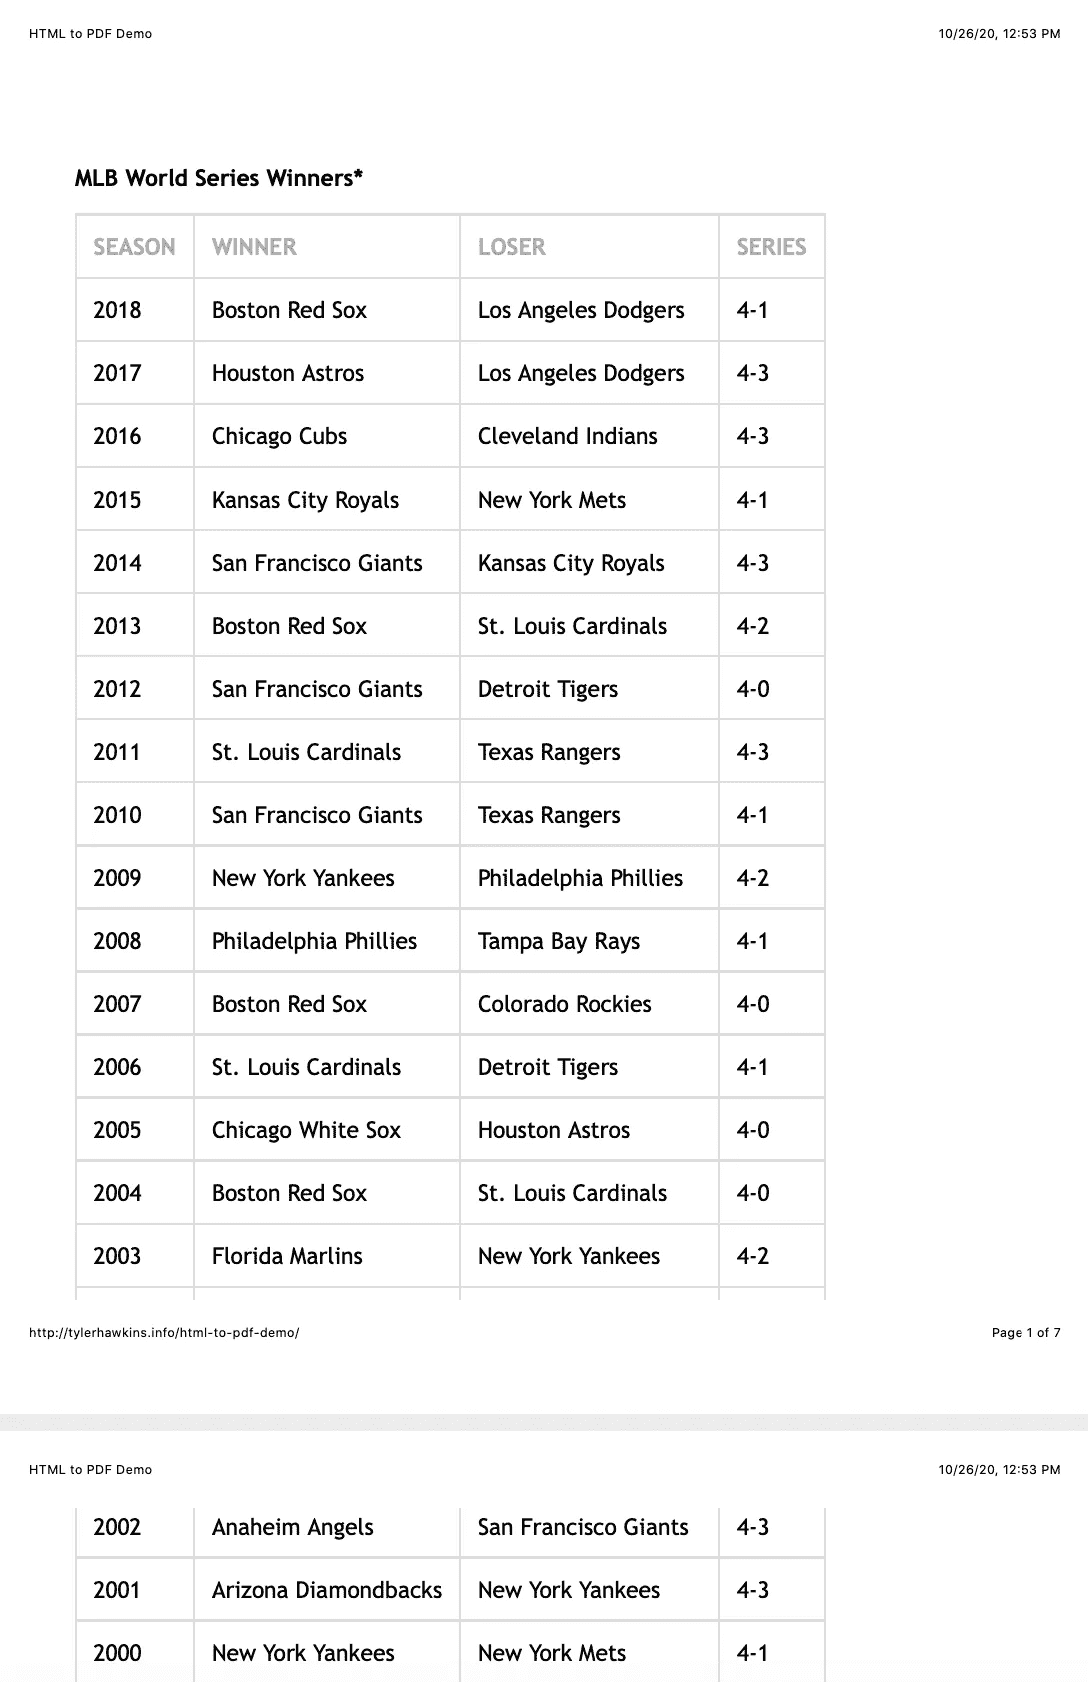 HTML to PDF Demo 10/26/20, 12:53 PM
MLB World Series Winners*
SEASON WINNER LOSER SERIES
2018 Boston Red Sox Los Angeles Dodgers 4-1
2017 Houston Astros Los Angeles Dodgers 4-3
2016 Chicago Cubs Cleveland Indians 4-3
2015 Kansas City Royals New York Mets 4-1
2014 San Francisco Giants Kansas City Royals 4-3
2013 Boston Red Sox St. Louis Cardinals 4-2
2012 San Francisco Giants Detroit Tigers 4-0
2011 St. Louis Cardinals Texas Rangers 4-3
2010 San Francisco Giants Texas Rangers 4-1
2009 New York Yankees Philadelphia Phillies 4-2
2008 Philadelphia Phillies Tampa Bay Rays 4-1
2007 Boston Red Sox Colorado Rockies 4-0
2006 St. Louis Cardinals Detroit Tigers 4-1
2005 Chicago White Sox Houston Astros 4-0
2004 Boston Red Sox St. Louis Cardinals 4-0
2003 Florida Marlins New York Yankees 4-2
http://tylerhawkins.info/html-to-pdf-demo/ Page 1 of 7
HTML to PDF Demo 10/26/20, 12:53 PM
2002 Anaheim Angels San Francisco Giants 4-3
2001 Arizona Diamondbacks New York Yankees 4-3
2000 New York Yankees New York Mets 4-1